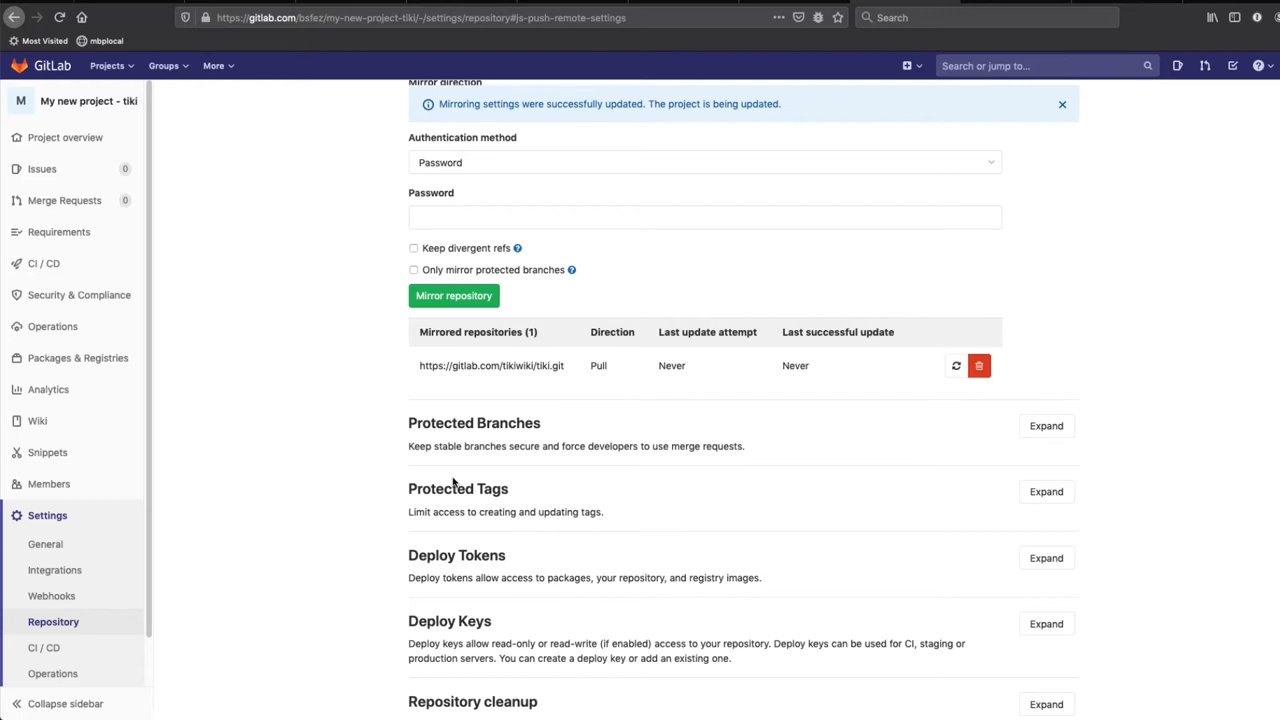 https://gitlab.com/bsfez/my-new-project-tiki/-/settings/repository#js-push-remote-settings
Search
Most Visited
mbplocal
GitLab
Projects
Groups
More
Search or jump to...
M
My new project - tiki
Project overview
Issues
0
Merge Requests
0
Requirements
CI / CD
Security & Compliance
Operations
Packages & Registries
Analytics
Wiki
Snippets
Members
Settings
General
Integrations
Webhooks
Repository
CI / CD
Operations
Collapse sidebar
Mirror direction
Mirroring settings were successfully updated. The project is being updated.
Authentication method
Password
Password
Keep divergent refs
Only mirror protected branches
Mirror repository
Mirrored repositories (1) Direction Last update attempt Last successful update
https://gitlab.com/tikiwiki/tiki.git Pull Never Never
Protected Branches
Expand
Keep stable branches secure and force developers to use merge requests.
Protected Tags
Expand
Limit access to creating and updating tags.
Deploy Tokens
Expand
Deploy tokens allow access to packages, your repository, and registry images.
Deploy Keys
Expand
Deploy keys allow read-only or read-write (if enabled) access to your repository. Deploy keys can be used for CI, staging or
production servers. You can create a deploy key or add an existing one.
Repository cleanup
Expand